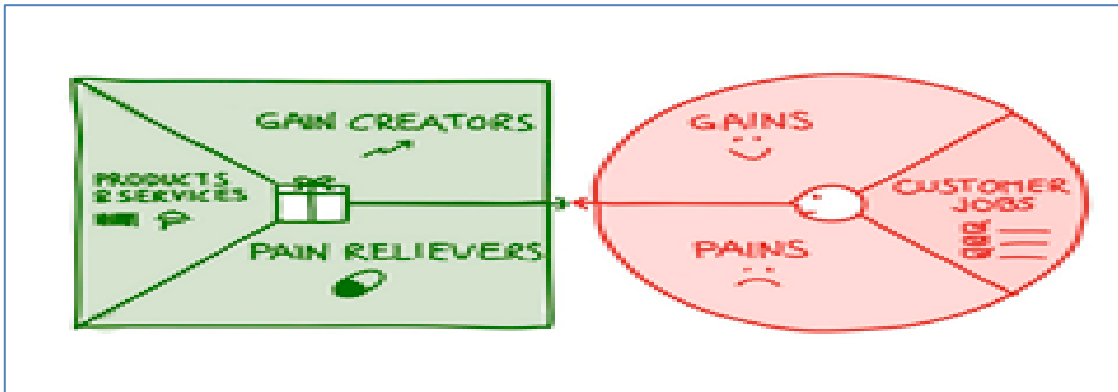 GAIN CREATORS
PRODUCTS
& SERVICES
PAIN RELIEVERS
GAINS
CUSTOMER
JOBS
PAINS